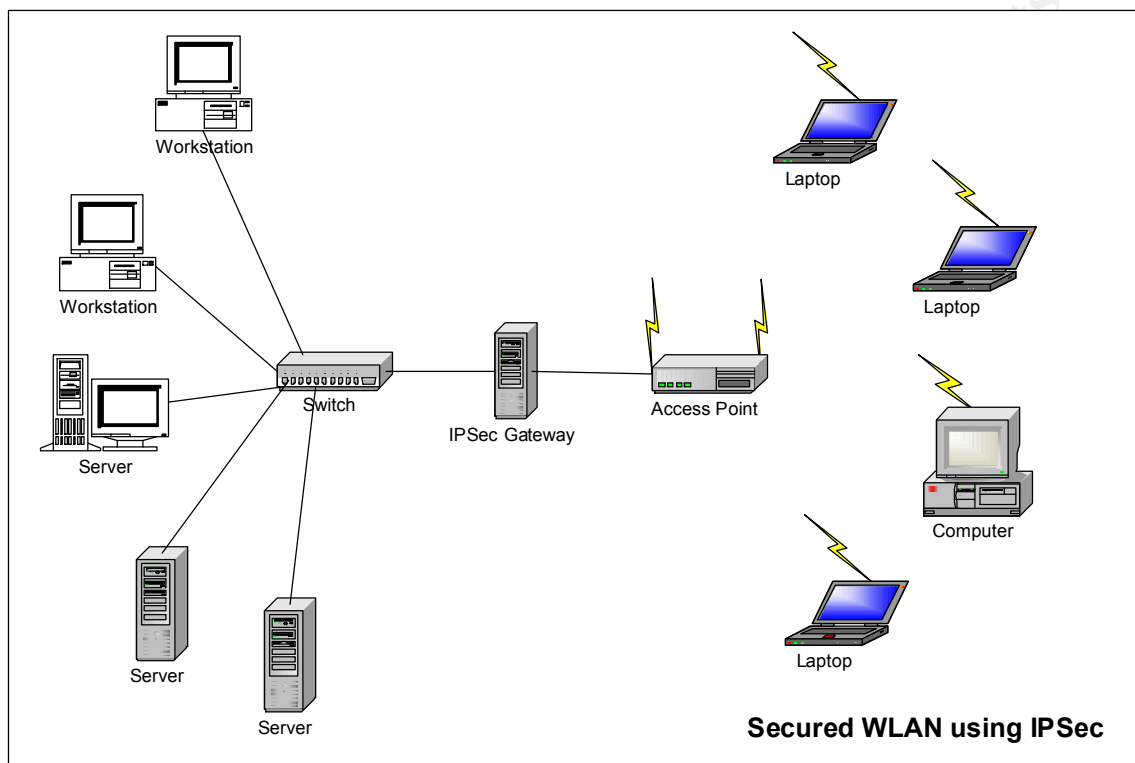 Workstation
Laptop
Workstation
Laptop
Switch
IPSec Gateway
Access Point
Server
Computer
Server
Laptop
Server
Secured WLAN using IPSec